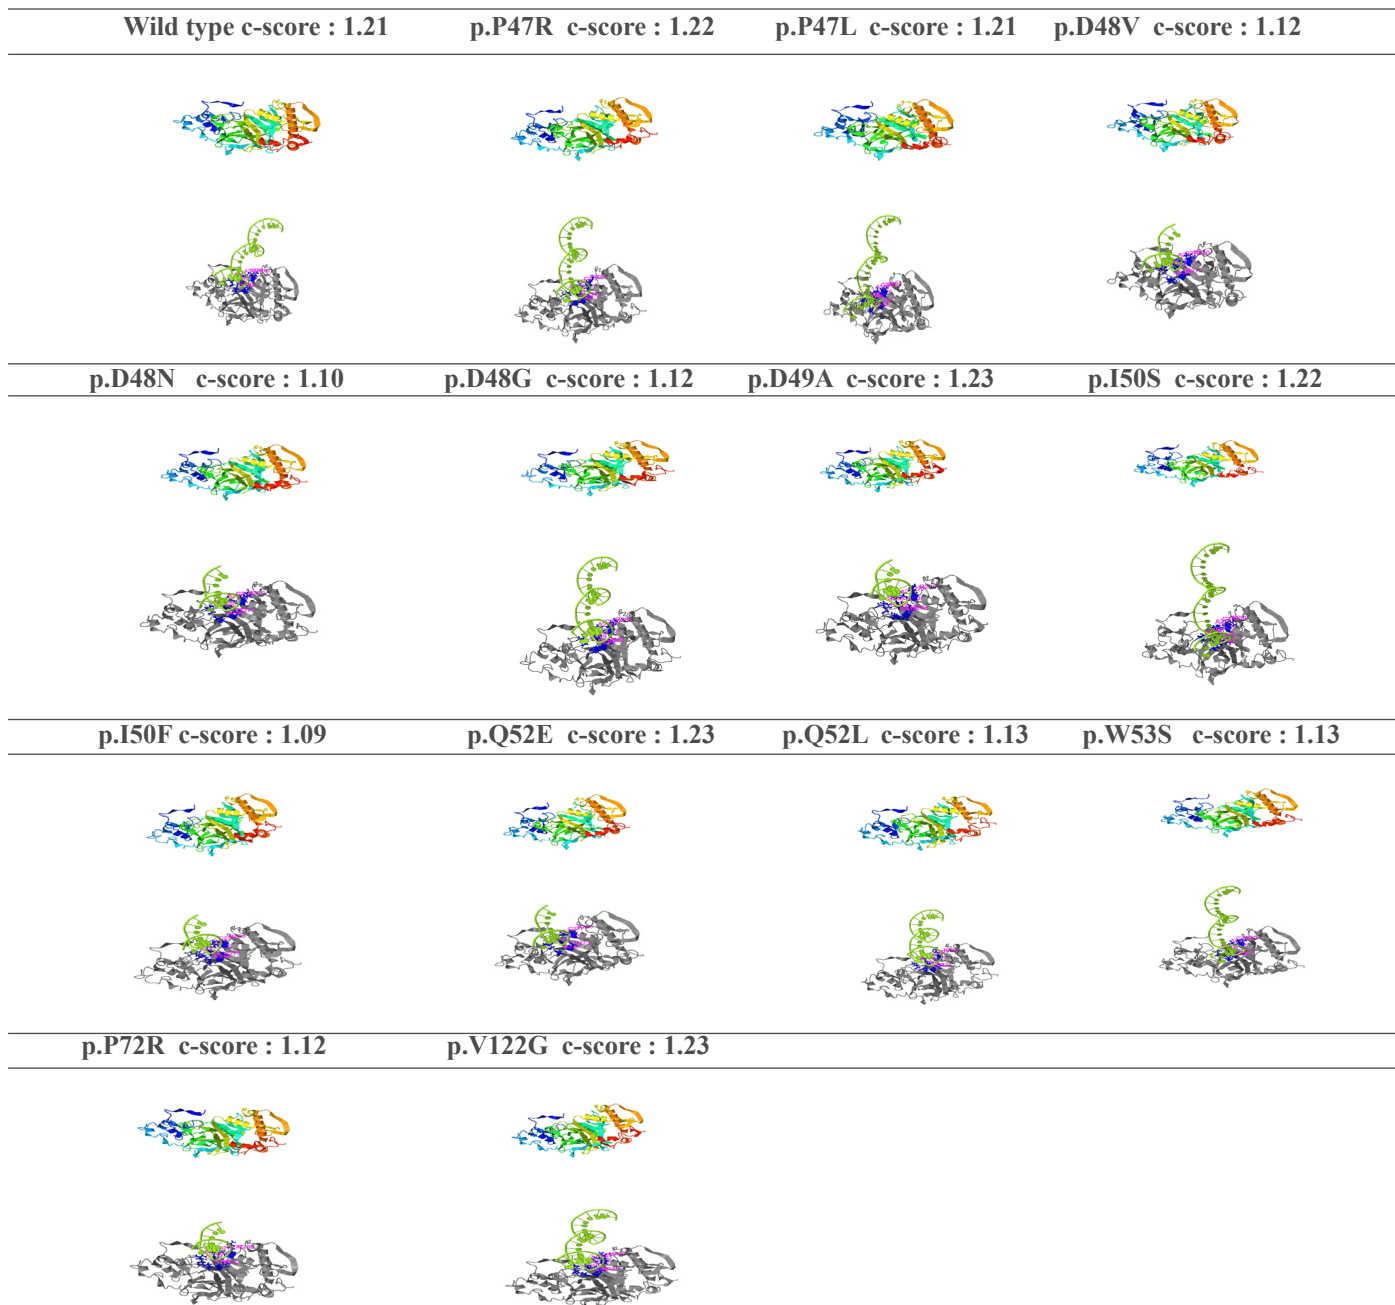 Wild type c-score : 1.21 p.P47R c-score : 1.22 p.P47L c-score : 1.21 p.D48V c-score : 1.12
p.D48N c-score : 1.10 p.D48G c-score : 1.12 p.D49A c-score : 1.23 p.I50S c-score : 1.22
p.I50F c-score : 1.09 p.Q52E c-score : 1.23 p.Q52L c-score : 1.13 p.W53S c-score : 1.13
p.P72R c-score : 1.12 p.V122G c-score : 1.23